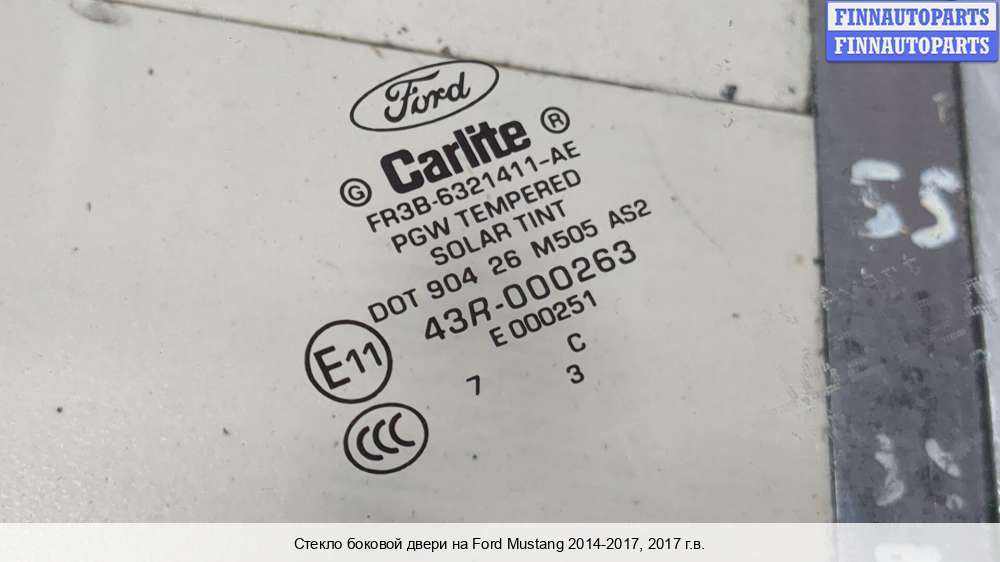 FINNAUTOPARTS
FINNAUTOPARTS
Ford
Carlite ®
G
FR3B-6321411-AE
PGW TEMPERED
SOLAR TINT
DOT 904 26 M505 AS2
43R-000263
E 000251
E11
C
7 3
CCC
55
Стекло боковой двери на Ford Mustang 2014-2017, 2017 г.в.